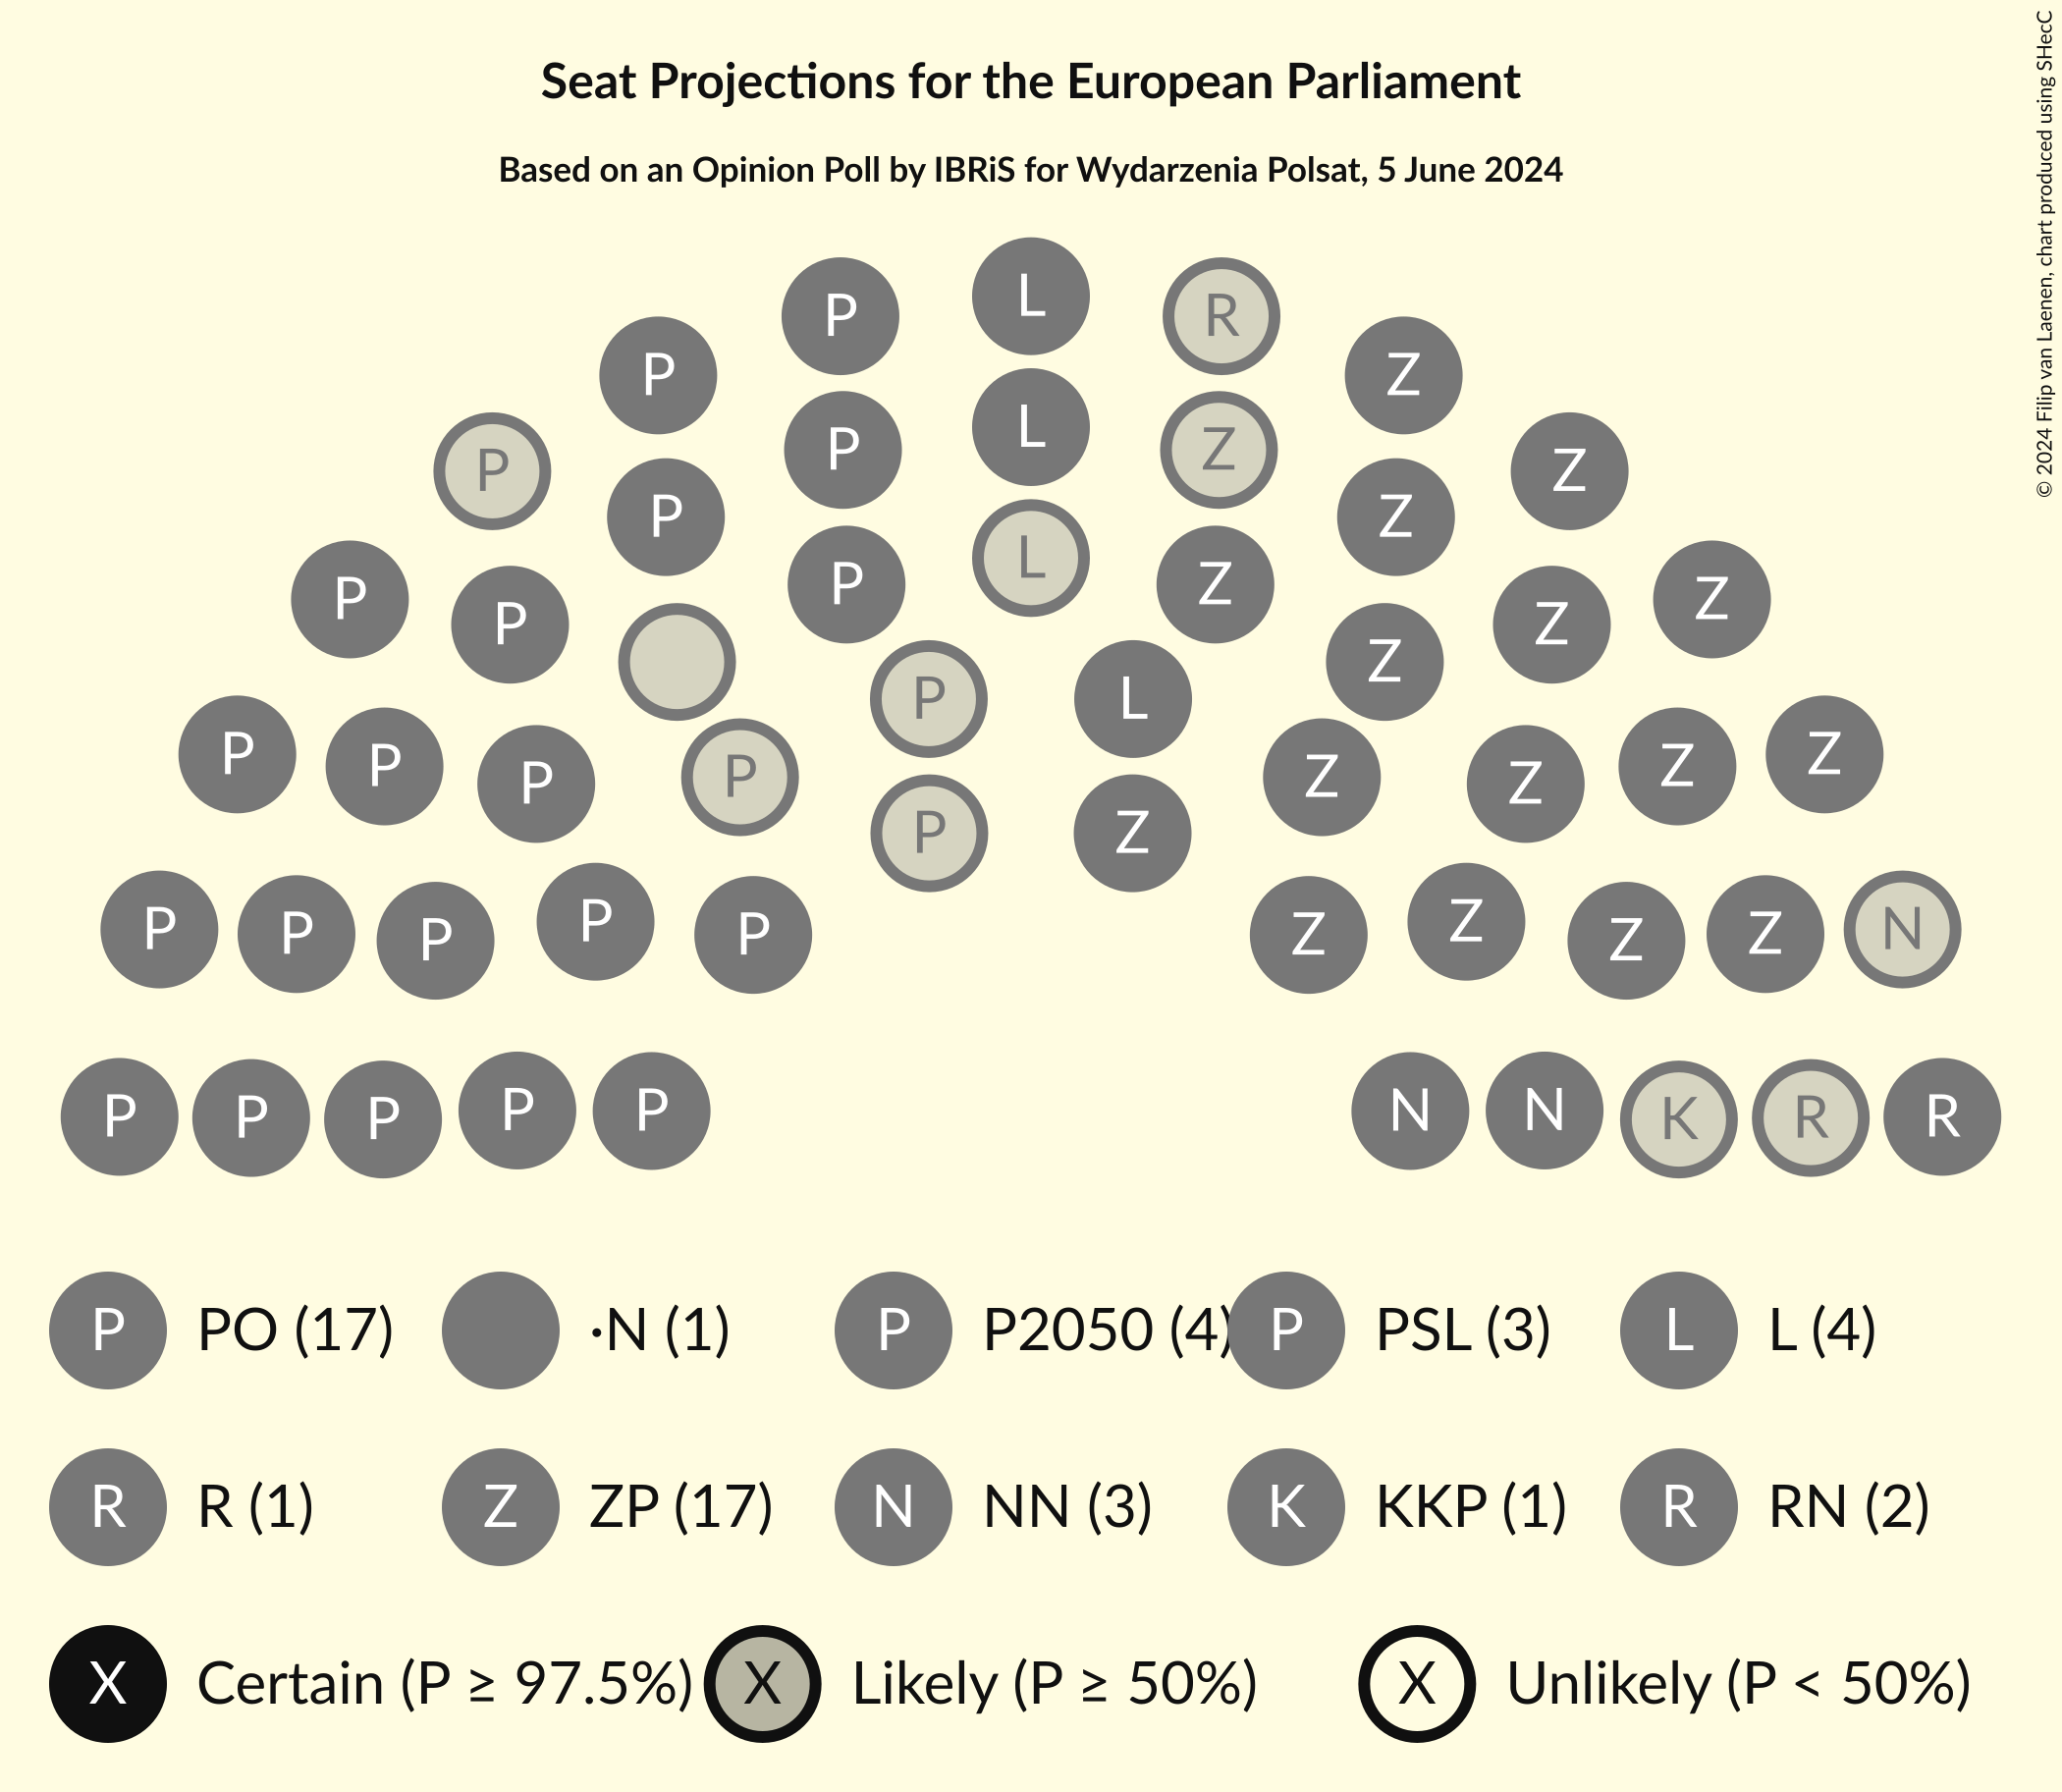 Seat Projections for the European Parliament
Based on an Opinion Poll by IBRiS for Wydarzenia Polsat, 5 June 2024
© 2024 Filip van Laenen, chart produced using SHecC
L
P R
P Z
L
P Z
P Z
P Z
L
P Z
P Z
P Z
P Z
P L
P Z
P P Z Z
P P Z Z
P Z
P Z
P P Z N
P P Z Z
P Z
P P P N N R
P P K R
P PO (17) ·N (1) P P2050 (4) P PSL (3) L L (4)
R R (1) Z ZP (17) N NN (3) K KKP (1) R RN (2)
X Certain (P ≥ 97.5%) X Likely (P ≥ 50%) X Unlikely (P < 50%)